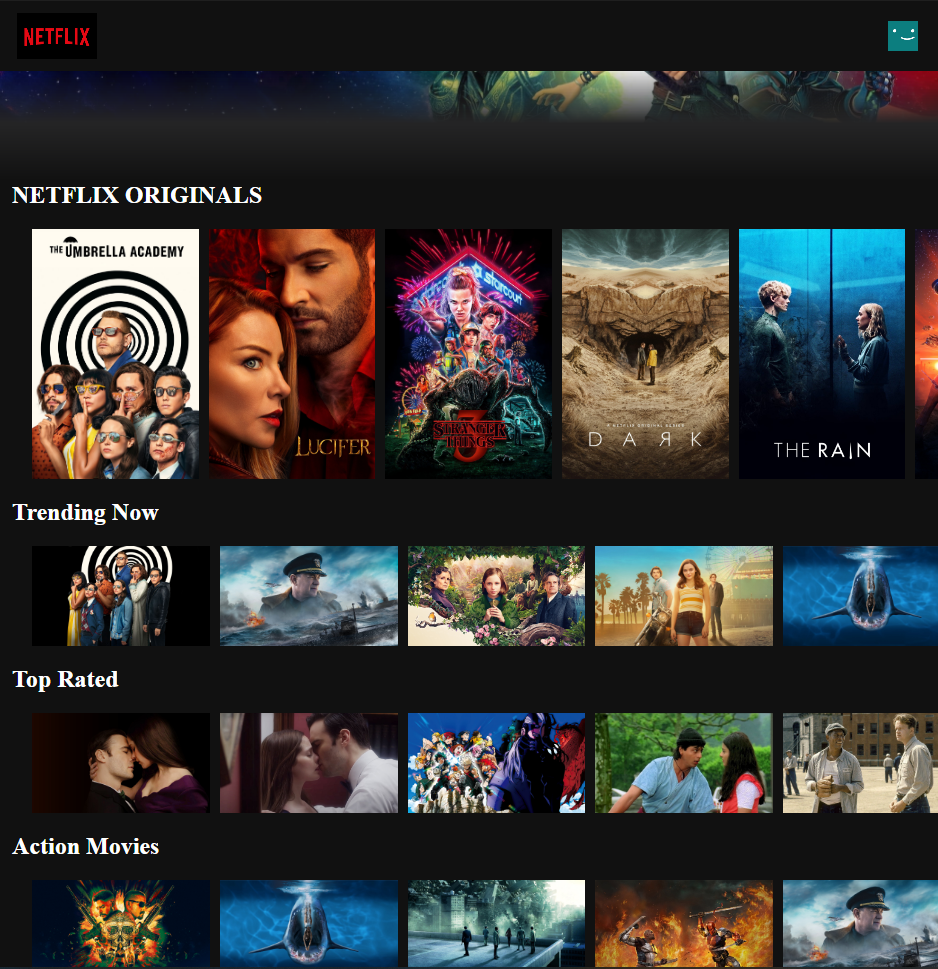 NETFLIX
NETFLIX ORIGINALS
THE UMBRELLA ACADEMY
LUCIFER
starcourt
STRANGER
3
THINGS
A NETFLIX ORIGINAL SERIES
DARK
THE RAIN
Trending Now
Top Rated
Action Movies